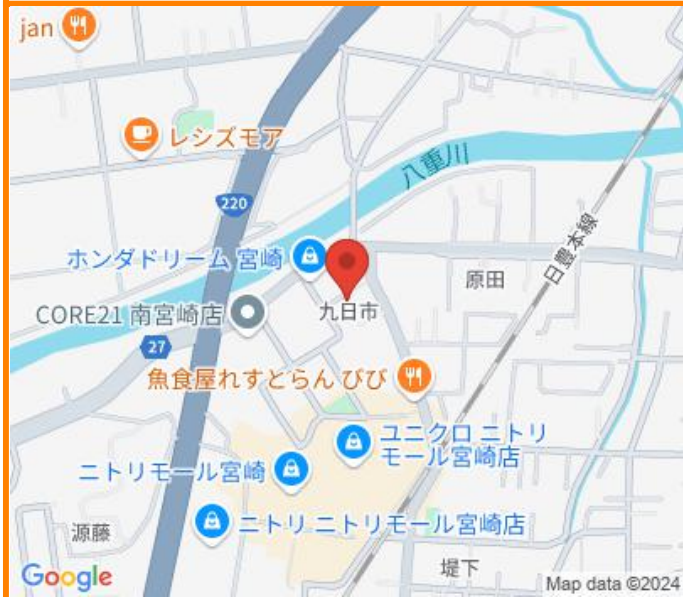 jan
レシズモア
八重川
220
ホンダドリーム 宮崎
日豊本線
原田
九日市
CORE21 南宮崎店
27
魚食屋れすとらん びび
ユニクロ ニトリ
モール宮崎店
ニトリモール宮崎
ニトリ ニトリモール宮崎店
源藤
堤下
Google
Map data ©2024